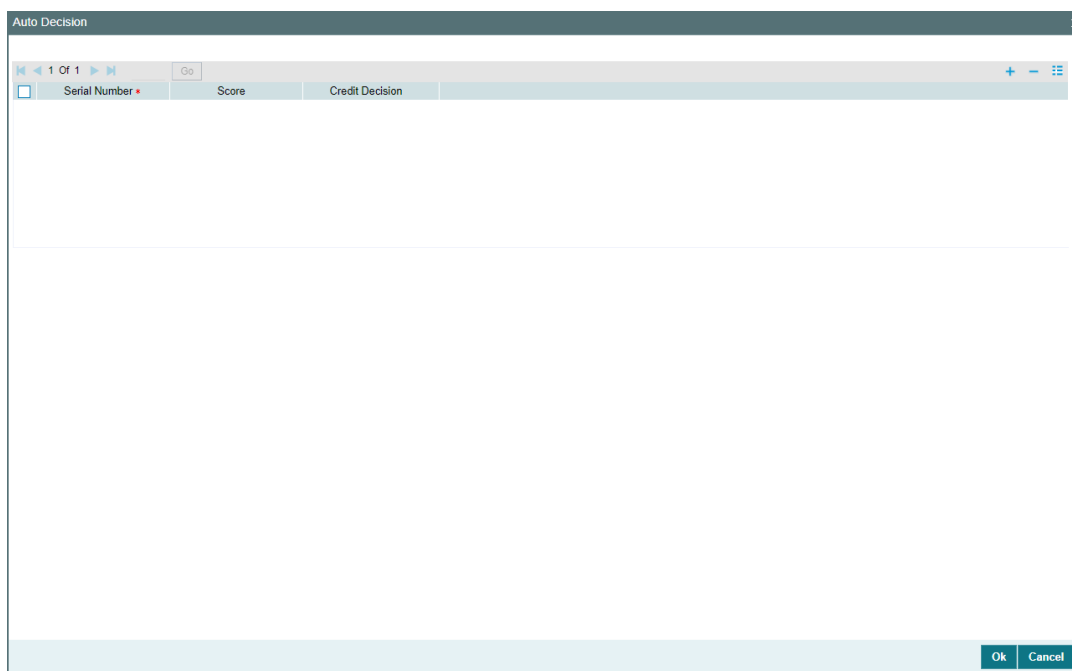 Auto Decision
1 Of 1 Go
Serial Number * Score Credit Decision
Ok Cancel